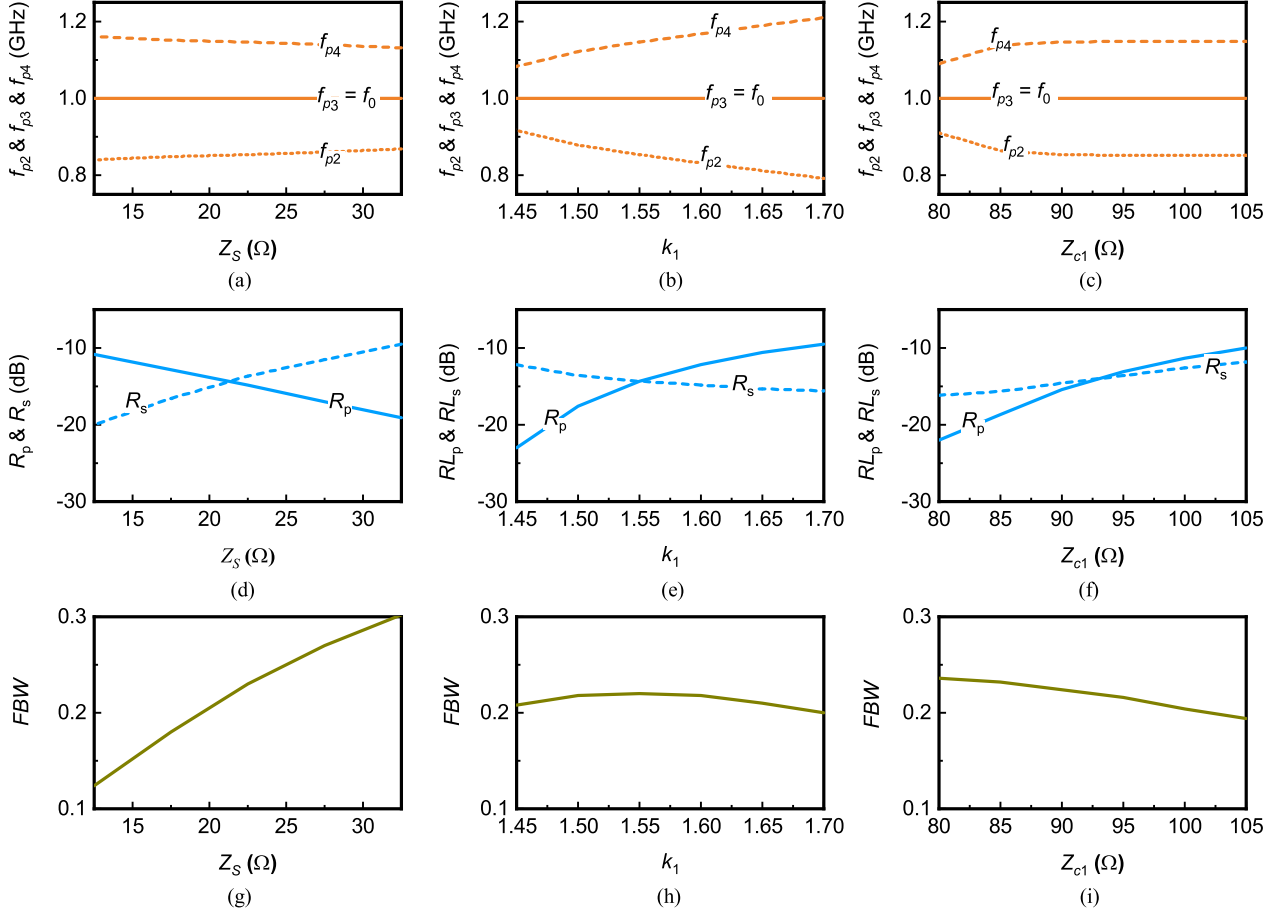 f_p2 & f_p3 & f_p4 (GHz)
1.2
1.0
0.8
f_p4
f_p3 = f_0
f_p2
15 20 25 30
Z_S (Ω)
(a)
f_p2 & f_p3 & f_p4 (GHz)
1.2
1.0
0.8
f_p4
f_p3 = f_0
f_p2
1.45 1.50 1.55 1.60 1.65 1.70
k_1
(b)
f_p2 & f_p3 & f_p4 (GHz)
1.2
1.0
0.8
f_p4
f_p3 = f_0
f_p2
80 85 90 95 100 105
Z_c1 (Ω)
(c)
R_p & R_s (dB)
-10
-20
-30
R_s
R_p
15 20 25 30
Z_S (Ω)
(d)
RL_p & RL_s (dB)
-10
-20
-30
R_s
R_p
1.45 1.50 1.55 1.60 1.65 1.70
k_1
(e)
RL_p & RL_s (dB)
-10
-20
-30
R_s
R_p
80 85 90 95 100 105
Z_c1 (Ω)
(f)
FBW
0.3
0.2
0.1
15 20 25 30
Z_S (Ω)
(g)
FBW
0.3
0.2
0.1
1.45 1.50 1.55 1.60 1.65 1.70
k_1
(h)
FBW
0.3
0.2
0.1
80 85 90 95 100 105
Z_c1 (Ω)
(i)